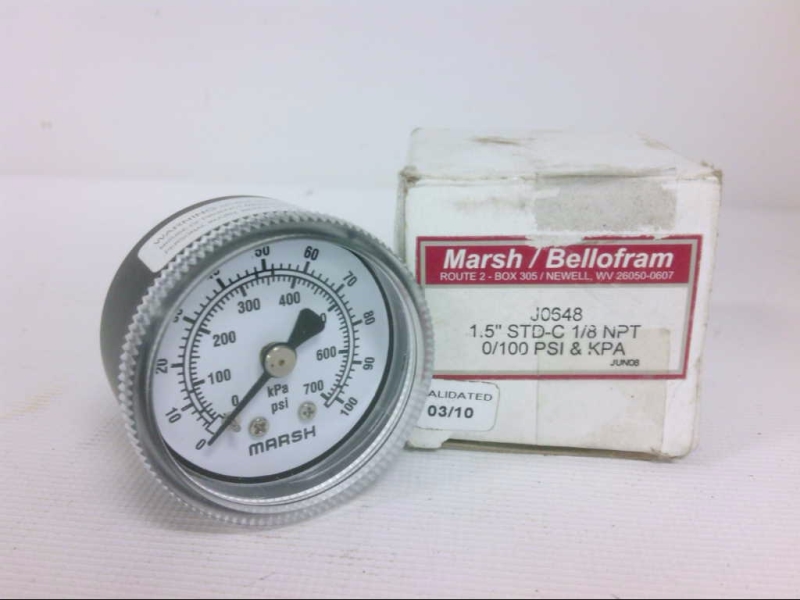 WARNING
0
10
20
50
60
70
80
90
100
0
100
200
300
400
600
700
kPa
psi
MARSH
Marsh / Bellofram
ROUTE 2 - BOX 305 / NEWELL, WV 26050-0607
J0648
1.5" STD-C 1/8 NPT
0/100 PSI & KPA
JUN08
ALIDATED
03/10